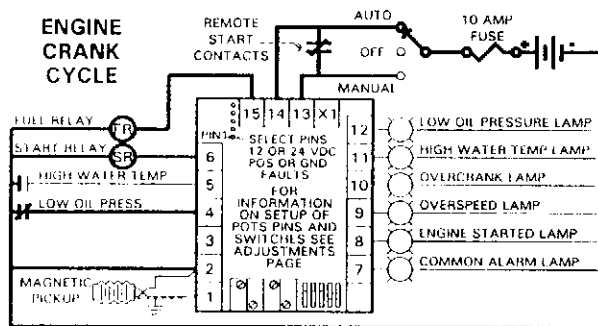 ENGINE
CRANK
CYCLE
REMOTE
START
CONTACTS
AUTO
OFF
MANUAL
10 AMP
FUSE
+
-
15 14 13 X1
FUEL RELAY
FR
START RELAY
SR
HIGH WATER TEMP
LOW OIL PRESS
MAGNETIC
PICKUP
PIN1
6
5
4
3
2
1
SELECT PINS
12 OR 24 VDC
POS OR GND
FAULTS
FOR
INFORMATION
ON SETUP OF
POTS PINS AND
SWITCHES SEE
ADJUSTMENTS
PAGE
12 LOW OIL PRESSURE LAMP
11 HIGH WATER TEMP LAMP
10 OVERCRANK LAMP
9 OVERSPEED LAMP
8 ENGINE STARTED LAMP
7 COMMON ALARM LAMP